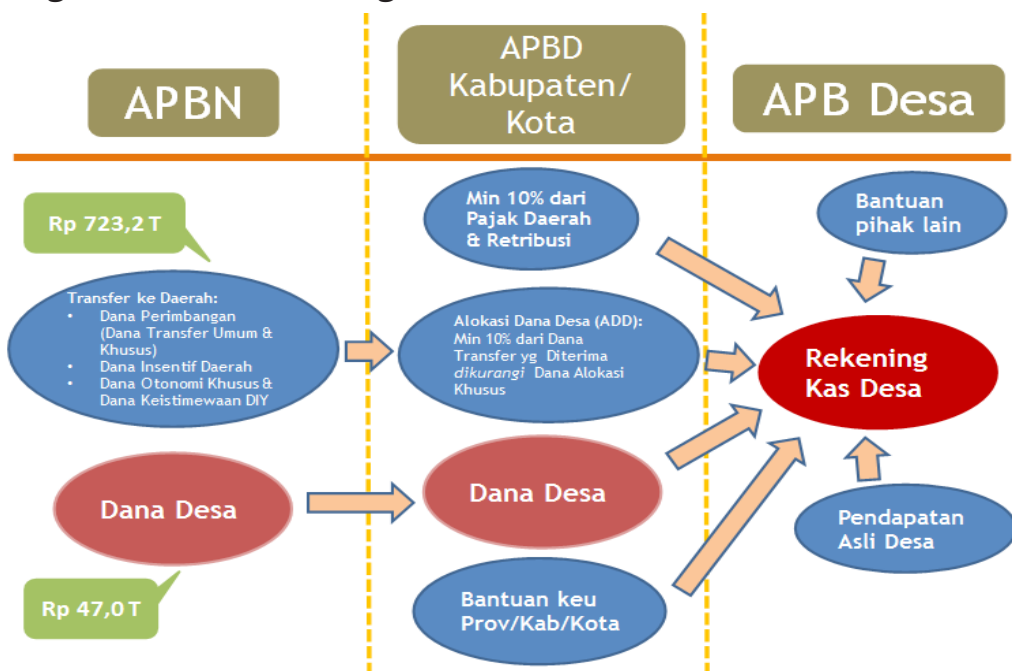 APBN
APBD
Kabupaten/
Kota
APB Desa
Rp 723,2 T
Transfer ke Daerah:
• Dana Perimbangan
(Dana Transfer Umum &
Khusus)
• Dana Insentif Daerah
• Dana Otonomi Khusus &
Dana Keistimewaan DIY
Dana Desa
Rp 47,0 T
Min 10% dari
Pajak Daerah
& Retribusi
Alokasi Dana Desa (ADD):
Min 10% dari Dana
Transfer yg Diterima
dikurangi Dana Alokasi
Khusus
Dana Desa
Bantuan keu
Prov/Kab/Kota
Bantuan
pihak lain
Rekening
Kas Desa
Pendapatan
Asli Desa